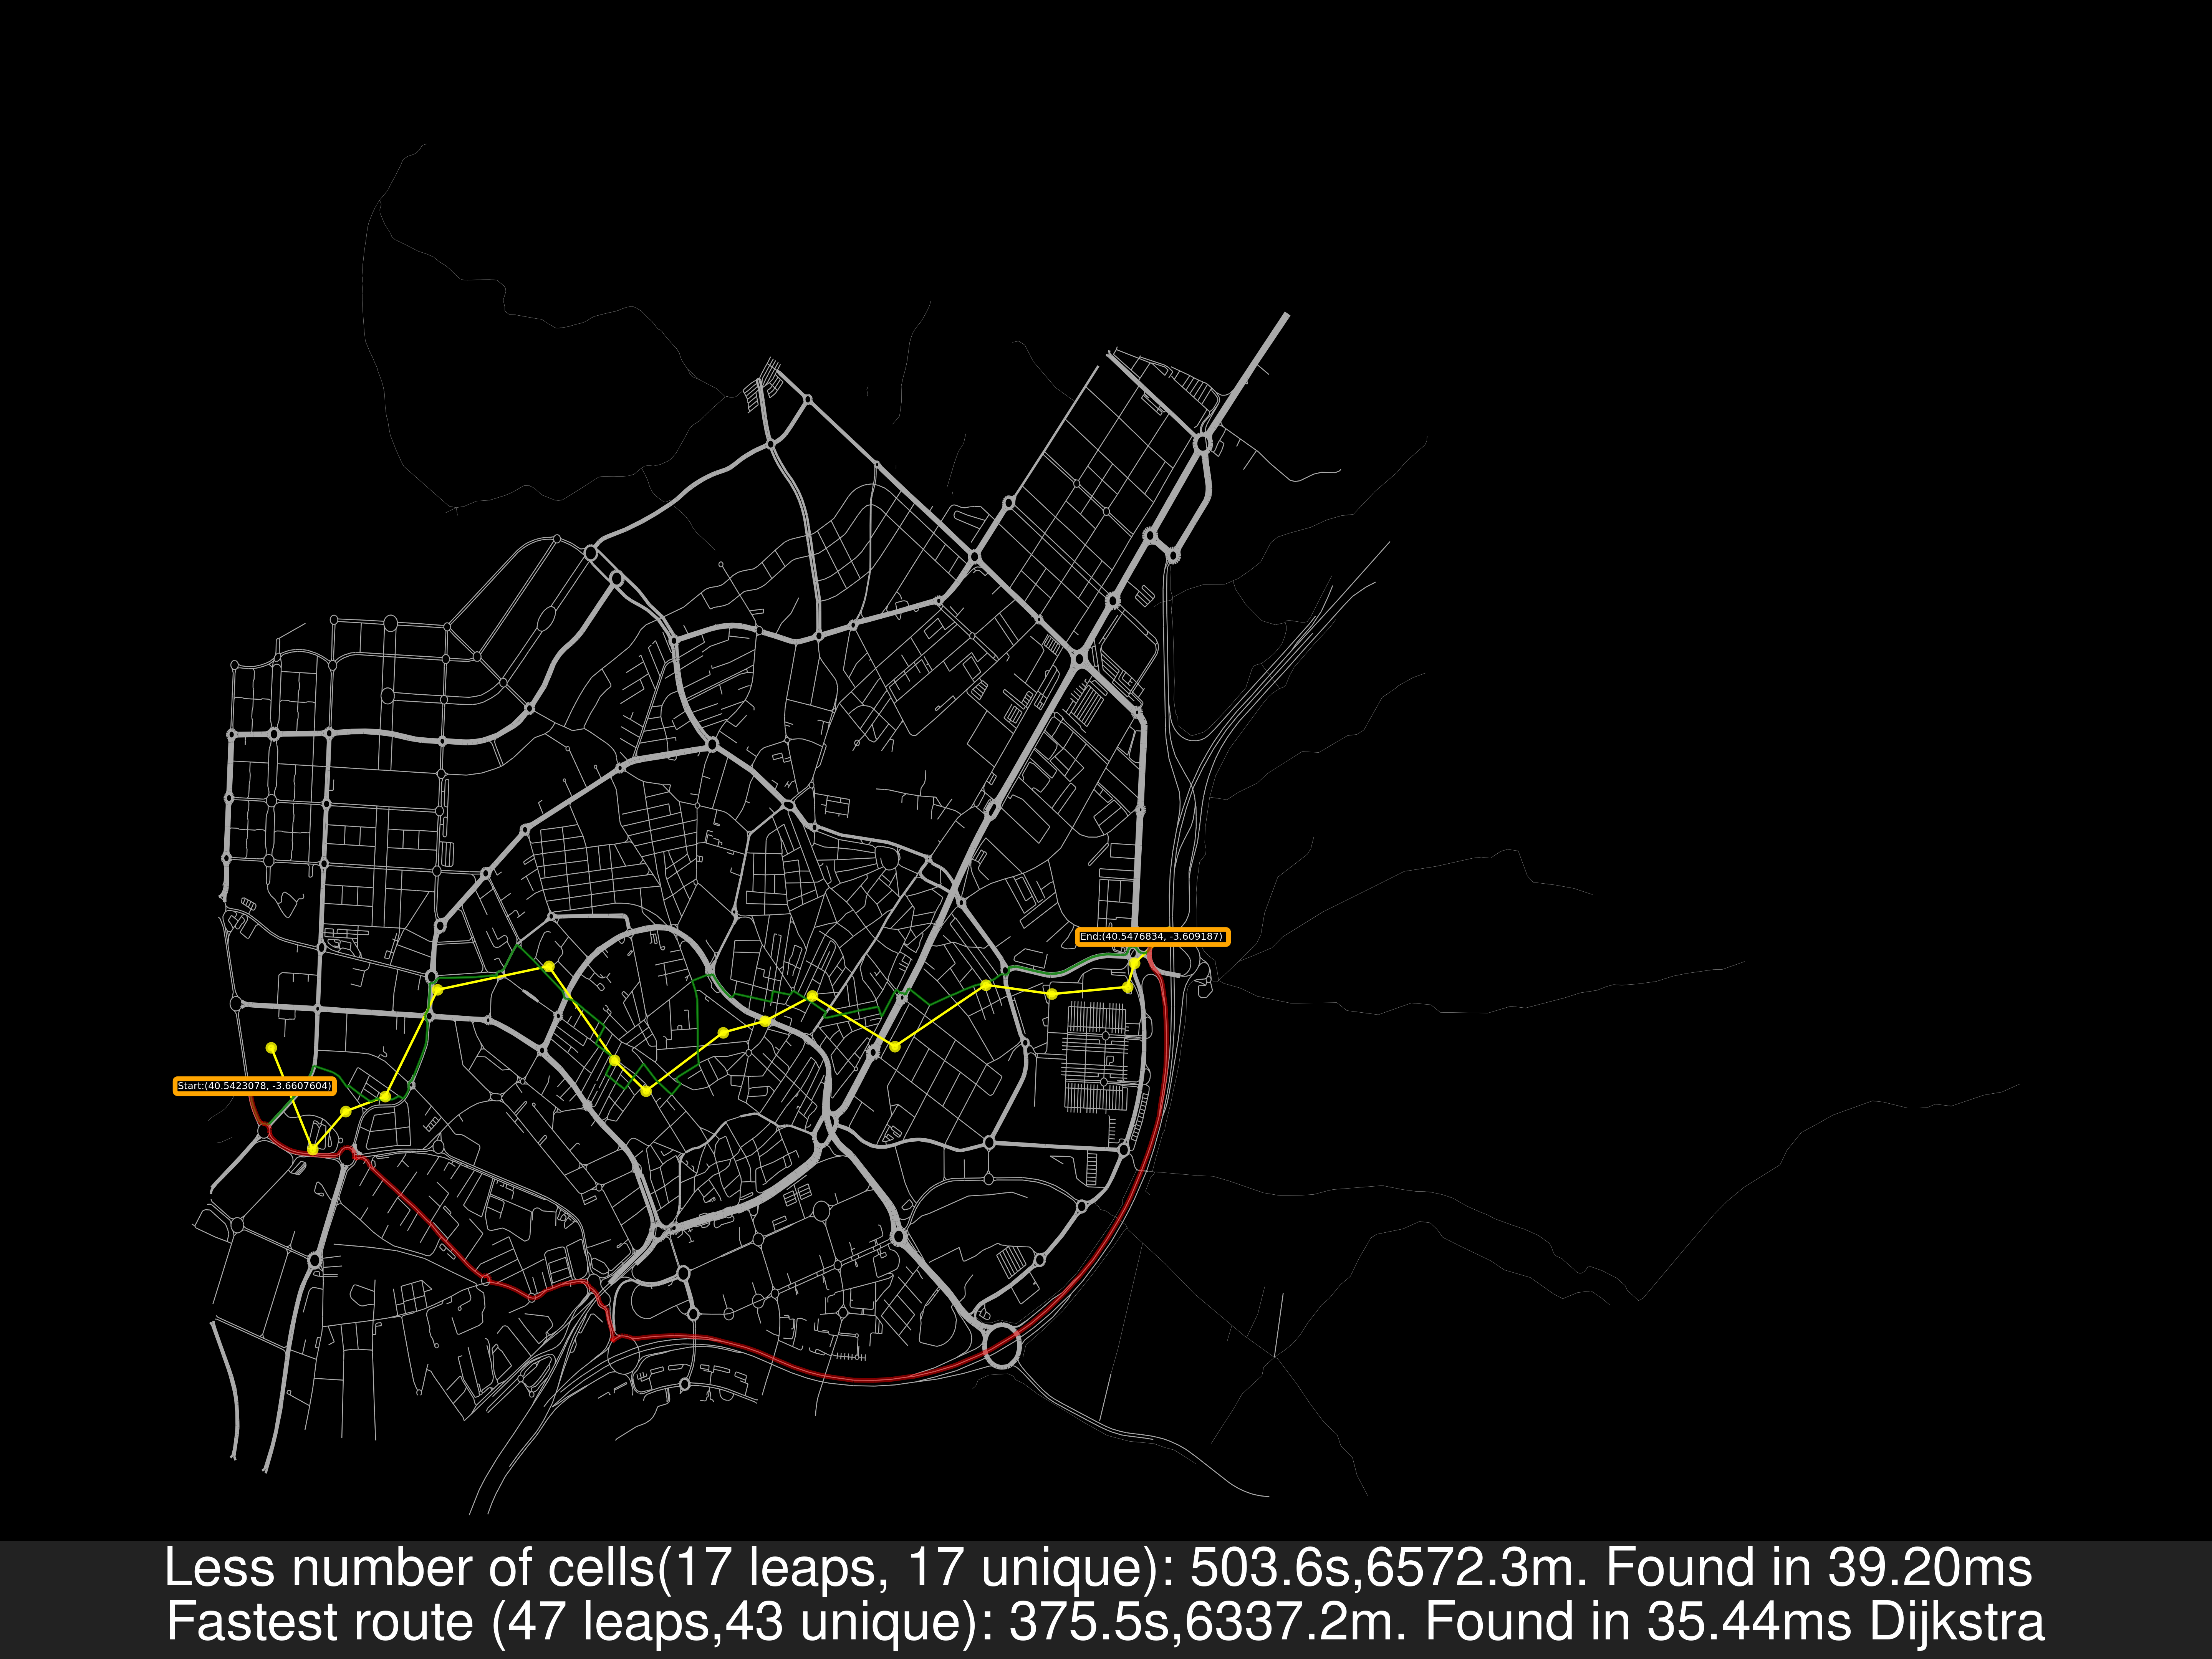 End:(40.5476834, -3.609187)
Start:(40.5423078, -3.6607604)
Less number of cells(17 leaps, 17 unique): 503.6s,6572.3m. Found in 39.20ms
Fastest route (47 leaps,43 unique): 375.5s,6337.2m. Found in 35.44ms Dijkstra